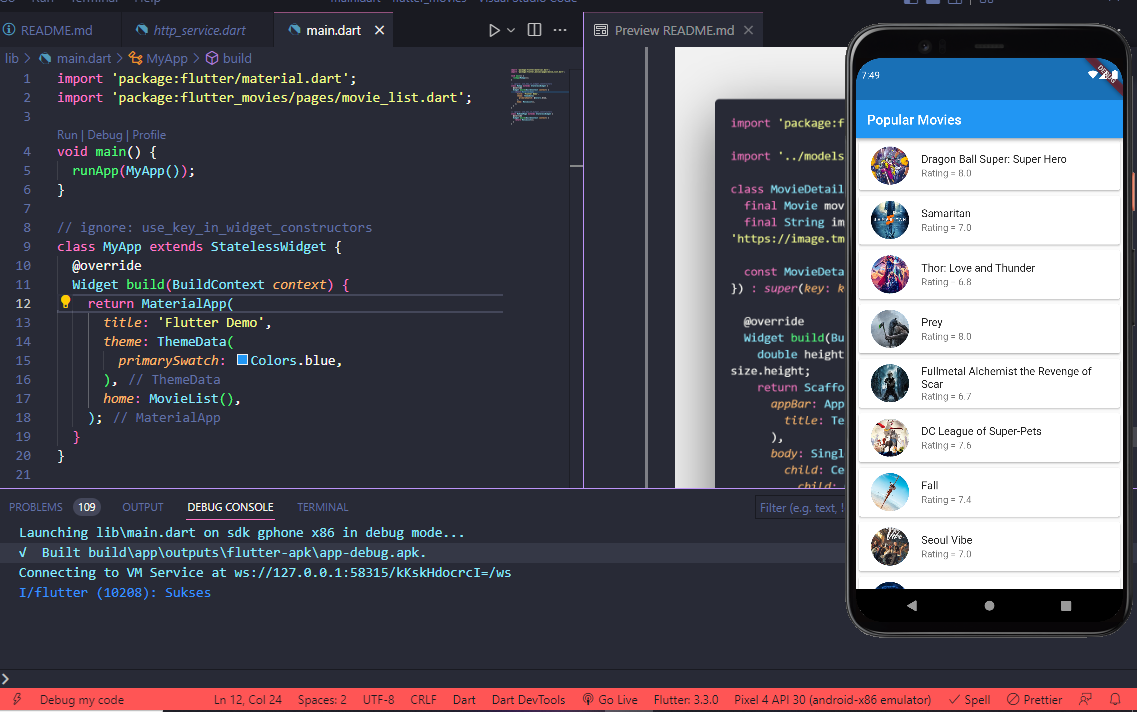 Go Run Terminal Help
main.dart - flutter_movies - Visual Studio Code
README.md
http_service.dart
main.dart
Preview README.md
lib > main.dart > MyApp > build
1 import 'package:flutter/material.dart';
2 import 'package:flutter_movies/pages/movie_list.dart';
3
Run | Debug | Profile
4 void main() {
5 runApp(MyApp());
6 }
7
8 // ignore: use_key_in_widget_constructors
9 class MyApp extends StatelessWidget {
10 @override
11 Widget build(BuildContext context) {
12 return MaterialApp(
13 title: 'Flutter Demo',
14 theme: ThemeData(
15 primarySwatch: Colors.blue,
16 ), // ThemeData
17 home: MovieList(),
18 ); // MaterialApp
19 }
20 }
21
import 'package:f
import '../models
class MovieDetail
final Movie mov
final String im
'https://image.tm
const MovieDeta
}) : super(key: k
@override
Widget build(Bu
double height
size.height;
return Scaffo
appBar: App
title: Te
),
body: Singl
child: Ce
child:
7:49
DEBUG
Popular Movies
Dragon Ball Super: Super Hero
Rating = 8.0
Samaritan
Rating = 7.0
Thor: Love and Thunder
Rating = 6.8
Prey
Rating = 8.0
Fullmetal Alchemist the Revenge of
Scar
Rating = 6.7
DC League of Super-Pets
Rating = 7.6
Fall
Rating = 7.4
Seoul Vibe
Rating = 7.0
PROBLEMS 109 OUTPUT DEBUG CONSOLE TERMINAL
Filter (e.g. text, !
Launching lib\main.dart on sdk gphone x86 in debug mode...
√ Built build\app\outputs\flutter-apk\app-debug.apk.
Connecting to VM Service at ws://127.0.0.1:58315/kKskHdocrcI=/ws
I/flutter (10208): Sukses
Debug my code
Ln 12, Col 24 Spaces: 2 UTF-8 CRLF Dart Dart DevTools Go Live Flutter: 3.3.0 Pixel 4 API 30 (android-x86 emulator) Spell Prettier